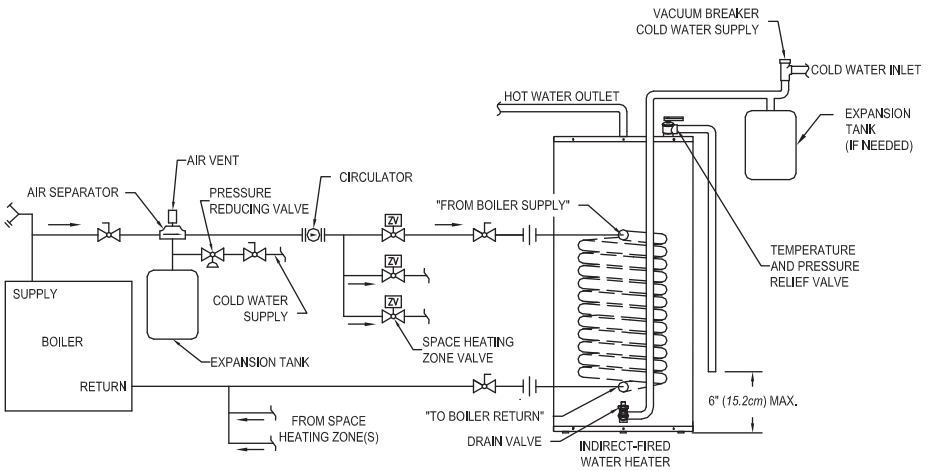 VACUUM BREAKER
COLD WATER SUPPLY
COLD WATER INLET
HOT WATER OUTLET
EXPANSION
TANK
(IF NEEDED)
AIR VENT
AIR SEPARATOR
PRESSURE
REDUCING VALVE
CIRCULATOR
"FROM BOILER SUPPLY"
ZV
ZV
ZV
TEMPERATURE
AND PRESSURE
RELIEF VALVE
SUPPLY
BOILER
RETURN
COLD WATER
SUPPLY
SPACE HEATING
ZONE VALVE
EXPANSION TANK
6" (15.2cm) MAX.
"TO BOILER RETURN"
FROM SPACE
HEATING ZONE(S)
DRAIN VALVE
INDIRECT-FIRED
WATER HEATER